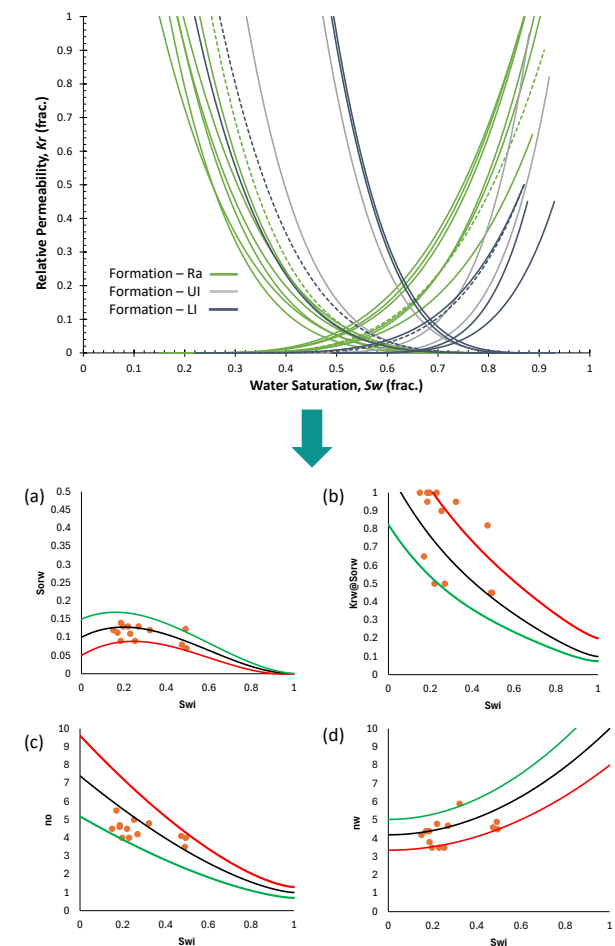 1
0.9
0.8
0.7
0.6
0.5
0.4
0.3
0.2
0.1
0
Relative Permeability, Kr (frac.)
Formation – Ra
Formation – UI
Formation – LI
0 0.1 0.2 0.3 0.4 0.5 0.6 0.7 0.8 0.9 1
Water Saturation, Sw (frac.)
(a)
0.5
0.45
0.4
0.35
0.3
0.25
0.2
0.15
0.1
0.05
0
Sorw
0 0.2 0.4 0.6 0.8 1
Swi
(b)
1
0.9
0.8
0.7
0.6
0.5
0.4
0.3
0.2
0.1
0
Krw@Sorw
0 0.2 0.4 0.6 0.8 1
Swi
(c)
10
9
8
7
6
5
4
3
2
1
0
no
0 0.2 0.4 0.6 0.8 1
Swi
(d)
10
9
8
7
6
5
4
3
2
1
0
nw
0 0.2 0.4 0.6 0.8 1
Swi